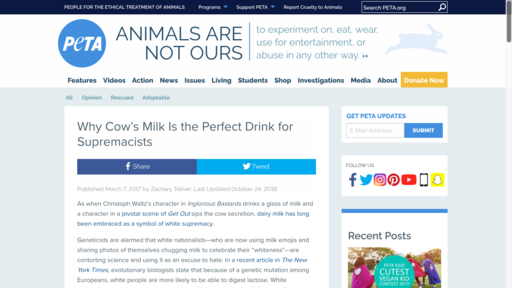 PEOPLE FOR THE ETHICAL TREATMENT OF ANIMALS Programs Support PETA Report Cruelty to Animals Search PETA.org
PeTA
ANIMALS ARE
NOT OURS
to experiment on, eat, wear,
use for entertainment, or
abuse in any other way.
Features Videos Action News Issues Living Students Shop Investigations Media About Donate Now
All Opinion Rescued Adoptable
Why Cow's Milk Is the Perfect Drink for
Supremacists
Share Tweet
Published March 7, 2017 by Zachary Toliver. Last Updated October 24, 2018.
As when Christoph Waltz's character in Inglorious Bastards drinks a glass of milk and
a character in a pivotal scene of Get Out sips the cow secretion, dairy milk has long
been embraced as a symbol of white supremacy.
Geneticists are alarmed that white nationalists—who are now using milk emojis and
sharing photos of themselves chugging milk to celebrate their "whiteness"—are
contorting science and using it as an excuse to hate. In a recent article in The New
York Times, evolutionary biologists state that because of a genetic mutation among
Europeans, white people are more likely to be able to digest lactose. White
GET PETA UPDATES
E-Mail Address SUBMIT
FOLLOW US
Recent Posts
PETA KIDS
CUTEST
VEGAN KID
CONTEST 2018